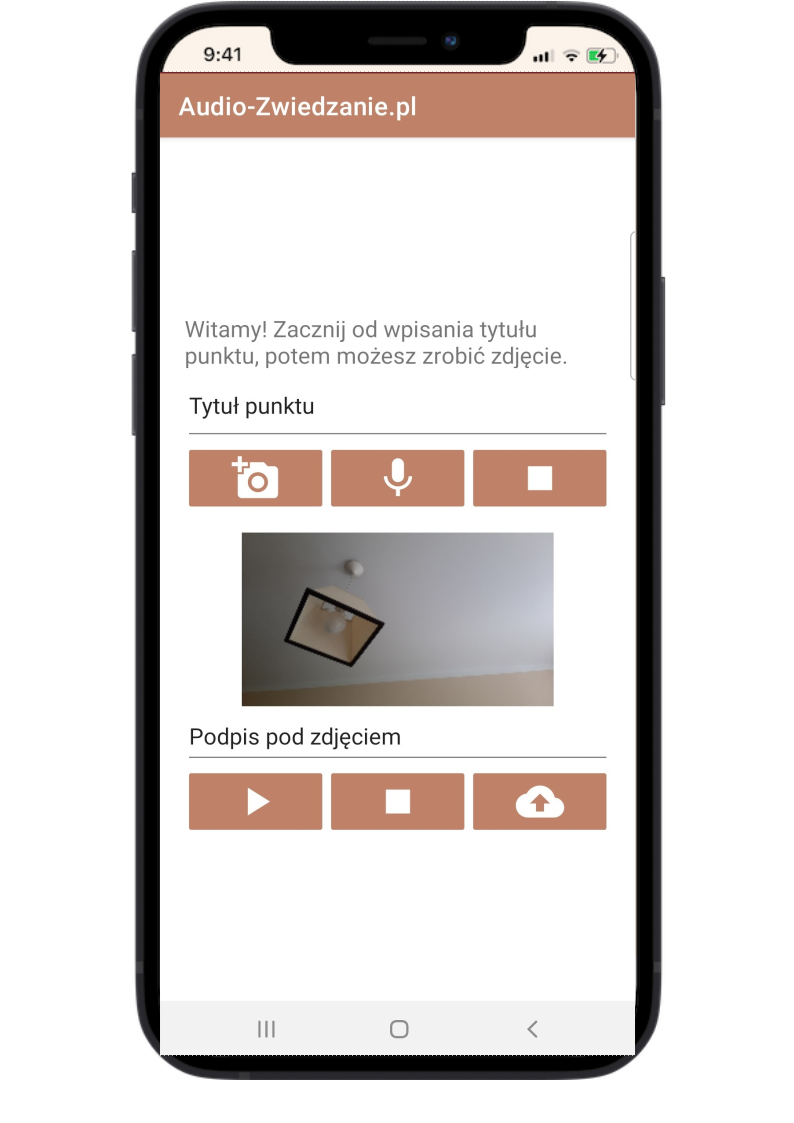 9:41
Audio-Zwiedzanie.pl
Witamy! Zacznij od wpisania tytułu
punktu, potem możesz zrobić zdjęcie.
Tytuł punktu
Podpis pod zdjęciem